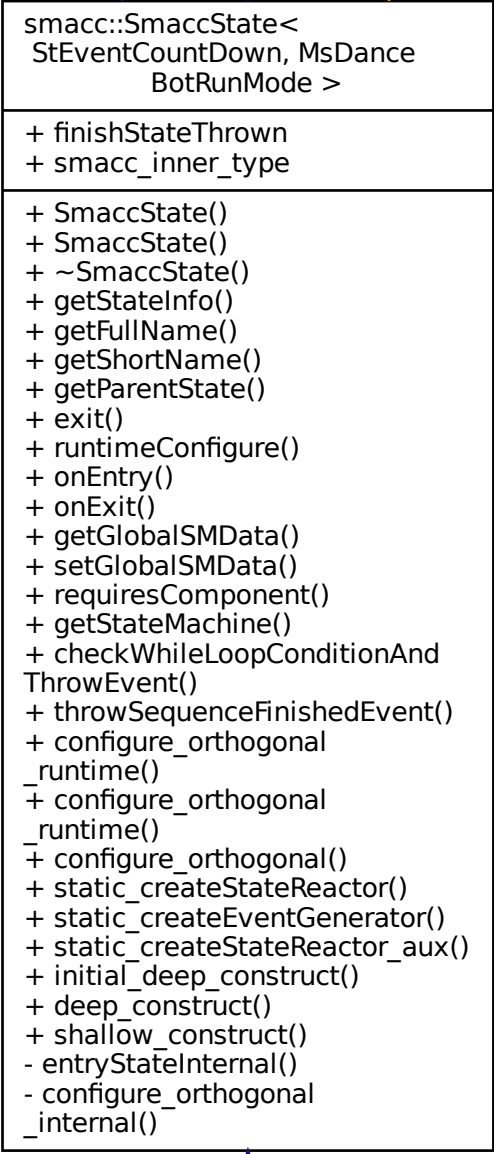 smacc::SmaccState<
StEventCountDown, MsDance
BotRunMode >
+ finishStateThrown
+ smacc_inner_type
+ SmaccState()
+ SmaccState()
+ ~SmaccState()
+ getStateInfo()
+ getFullName()
+ getShortName()
+ getParentState()
+ exit()
+ runtimeConfigure()
+ onEntry()
+ onExit()
+ getGlobalSMData()
+ setGlobalSMData()
+ requiresComponent()
+ getStateMachine()
+ checkWhileLoopConditionAnd
ThrowEvent()
+ throwSequenceFinishedEvent()
+ configure_orthogonal
_runtime()
+ configure_orthogonal
_runtime()
+ configure_orthogonal()
+ static_createStateReactor()
+ static_createEventGenerator()
+ static_createStateReactor_aux()
+ initial_deep_construct()
+ deep_construct()
+ shallow_construct()
- entryStateInternal()
- configure_orthogonal
_internal()